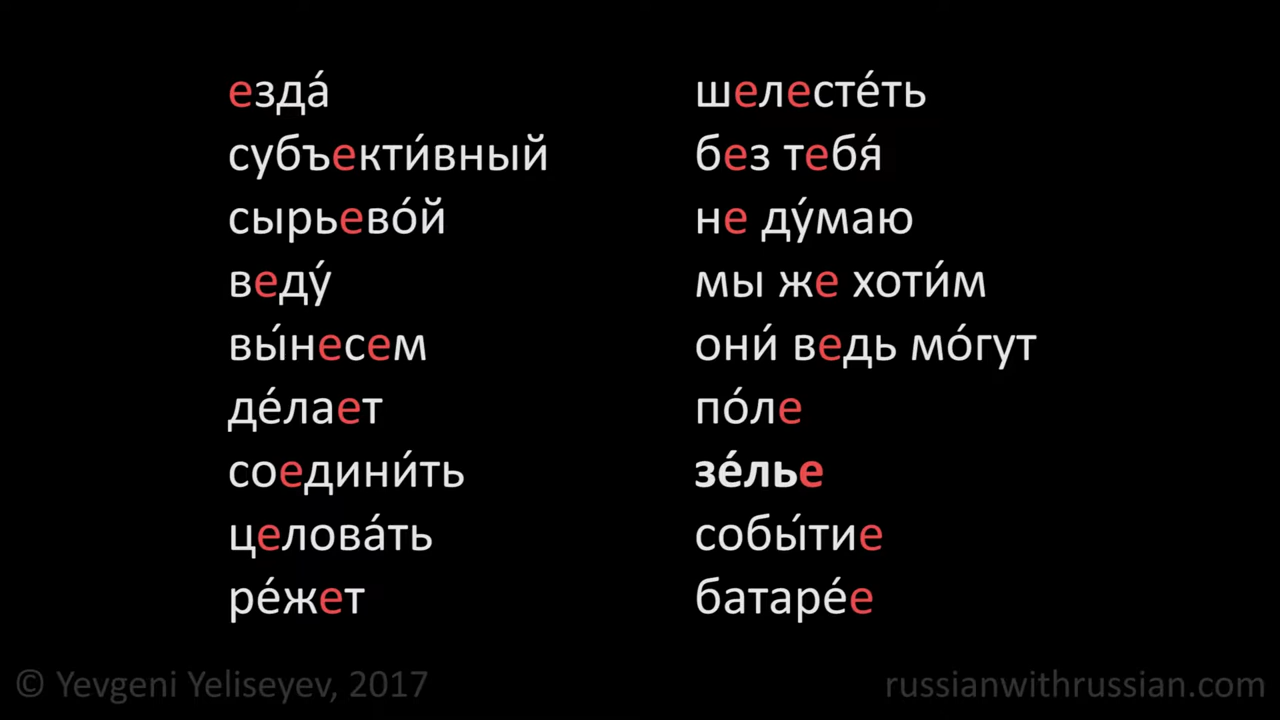 езда́
субъекти́вный
сырьево́й
веду́
вы́несем
де́лает
соедини́ть
целова́ть
ре́жет
шелесте́ть
без тебя́
не ду́маю
мы же хоти́м
они́ ведь мо́гут
по́ле
зе́лье
собы́тие
батаре́е
© Yevgeni Yeliseyev, 2017
russianwithrussian.com